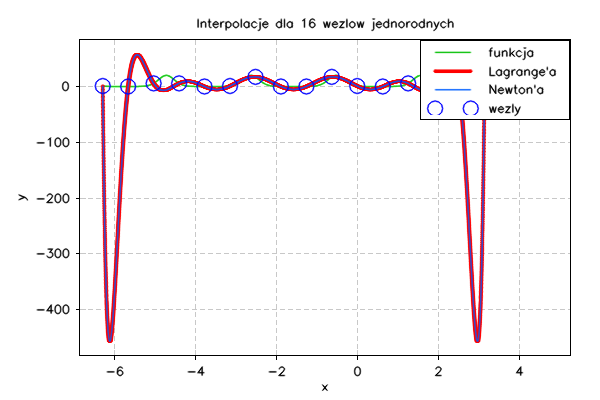 Interpolacje dla 16 wezlow jednorodnych
funkcja
Lagrange'a
Newton'a
wezly
0
−100
−200
−300
−400
y
−6 −4 −2 0 2 4
x